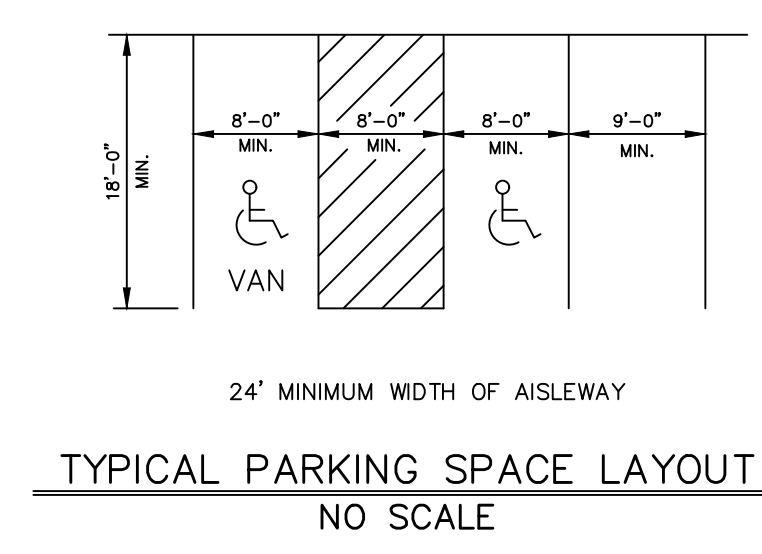 8'-0" 8'-0" 8'-0" 9'-0"
MIN. MIN. MIN. MIN.
18'-0"
MIN.
VAN
24' MINIMUM WIDTH OF AISLEWAY
TYPICAL PARKING SPACE LAYOUT
NO SCALE